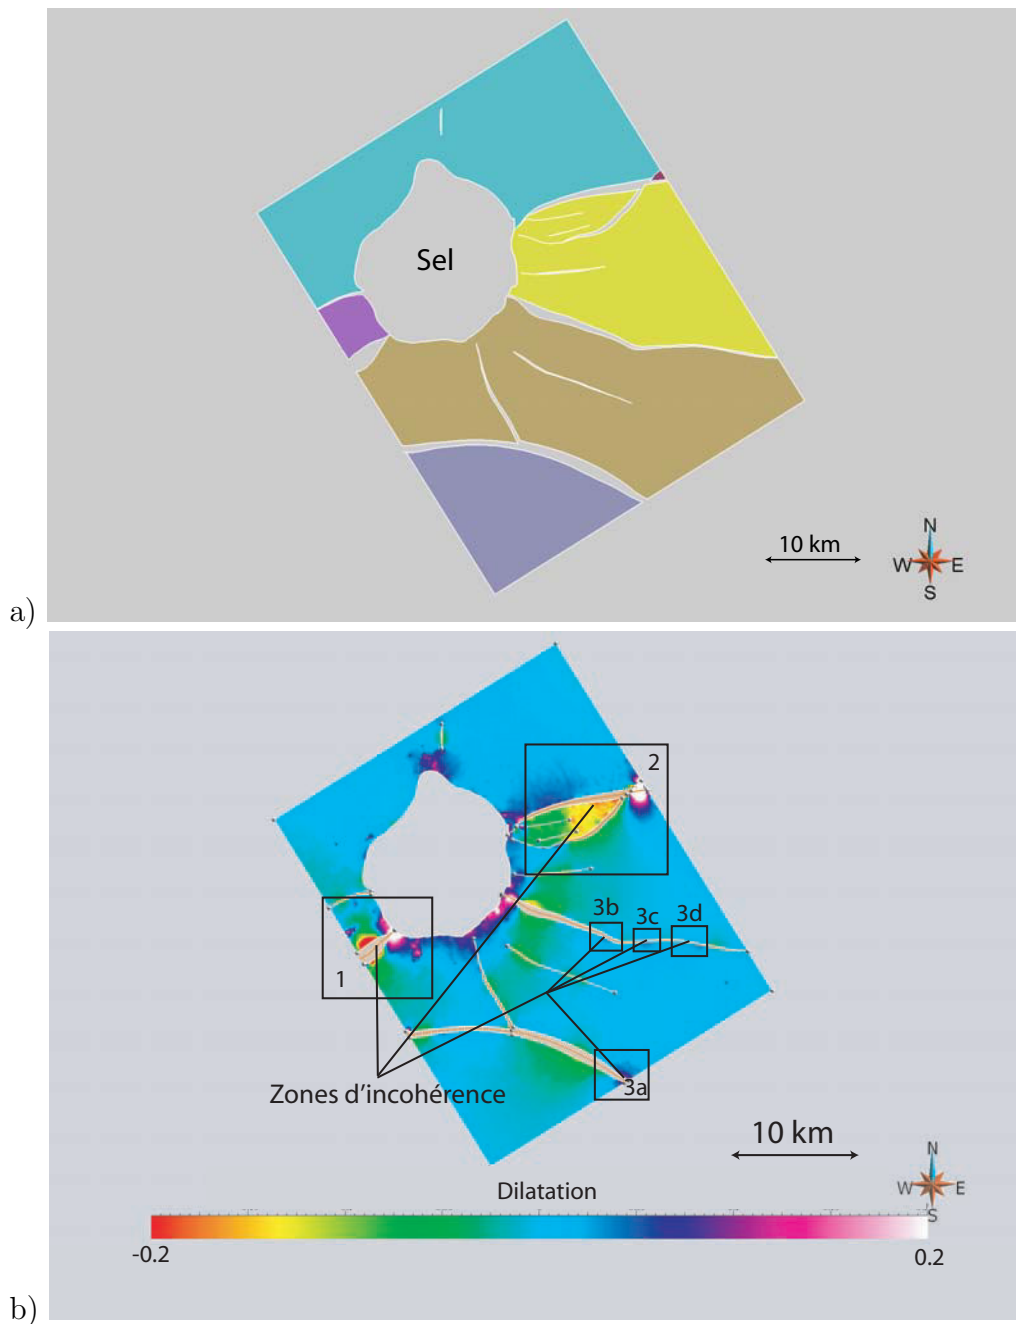 Sel
10 km
N
W E
S
a)
2
3b 3c 3d
1
3a
Zones d'incohérence
10 km
N
W E
S
Dilatation
-0.2 0.2
b)